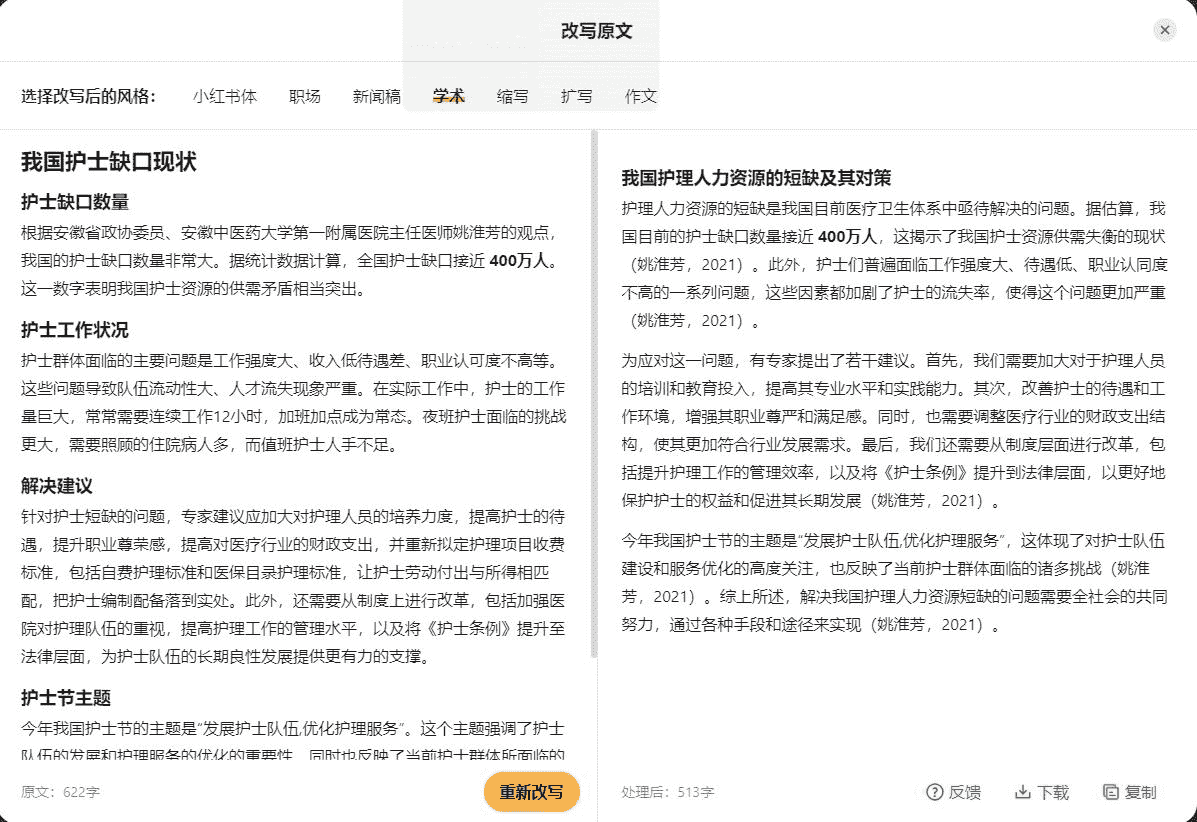 改写原文
选择改写后的风格：
小红书体
职场
新闻稿
学术
缩写
扩写
作文
我国护士缺口现状
护士缺口数量
根据安徽省政协委员、安徽中医药大学第一附属医院主任医师姚淮芳的观点，
我国的护士缺口数量非常大。据统计数据计算，全国护士缺口接近 400万人。
这一数字表明我国护士资源的供需矛盾相当突出。
护士工作状况
护士群体面临的主要问题是工作强度大、收入低待遇差、职业认可度不高等。
这些问题导致队伍流动性大、人才流失现象严重。在实际工作中，护士的工作
量巨大，常常需要连续工作12小时，加班加点成为常态。夜班护士面临的挑战
更大，需要照顾的住院病人多，而值班护士人手不足。
解决建议
针对护士短缺的问题，专家建议应加大对护理人员的培养力度，提高护士的待
遇，提升职业尊荣感，提高对医疗行业的财政支出，并重新拟定护理项目收费
标准，包括自费护理标准和医保目录护理标准，让护士劳动付出与所得相匹
配，把护士编制配备落到实处。此外，还需要从制度上进行改革，包括加强医
院对护理队伍的重视，提高护理工作的管理水平，以及将《护士条例》提升至
法律层面，为护士队伍的长期良性发展提供更有力的支撑。
护士节主题
今年我国护士节的主题是“发展护士队伍,优化护理服务”。这个主题强调了护士
队伍的发展和护理服务的优化的重要性，同时也反映了当前护士群体所面临的
原文：622字
重新改写
我国护理人力资源的短缺及其对策
护理人力资源的短缺是我国目前医疗卫生体系中亟待解决的问题。据估算，我
国目前的护士缺口数量接近 400万人，这揭示了我国护士资源供需失衡的现状
（姚淮芳，2021）。此外，护士们普遍面临工作强度大、待遇低、职业认同度
不高的一系列问题，这些因素都加剧了护士的流失率，使得这个问题更加严重
（姚淮芳，2021）。
为应对这一问题，有专家提出了若干建议。首先，我们需要加大对于护理人员
的培训和教育投入，提高其专业水平和实践能力。其次，改善护士的待遇和工
作环境，增强其职业尊严和满足感。同时，也需要调整医疗行业的财政支出结
构，使其更加符合行业发展需求。最后，我们还需要从制度层面进行改革，包
括提升护理工作的管理效率，以及将《护士条例》提升到法律层面，以更好地
保护护士的权益和促进其长期发展（姚淮芳，2021）。
今年我国护士节的主题是“发展护士队伍,优化护理服务”，这体现了对护士队伍
建设和服务优化的高度关注，也反映了当前护士群体面临的诸多挑战（姚淮
芳，2021）。综上所述，解决我国护理人力资源短缺的问题需要全社会的共同
努力，通过各种手段和途径来实现（姚淮芳，2021）。
处理后：513字
反馈
下载
复制